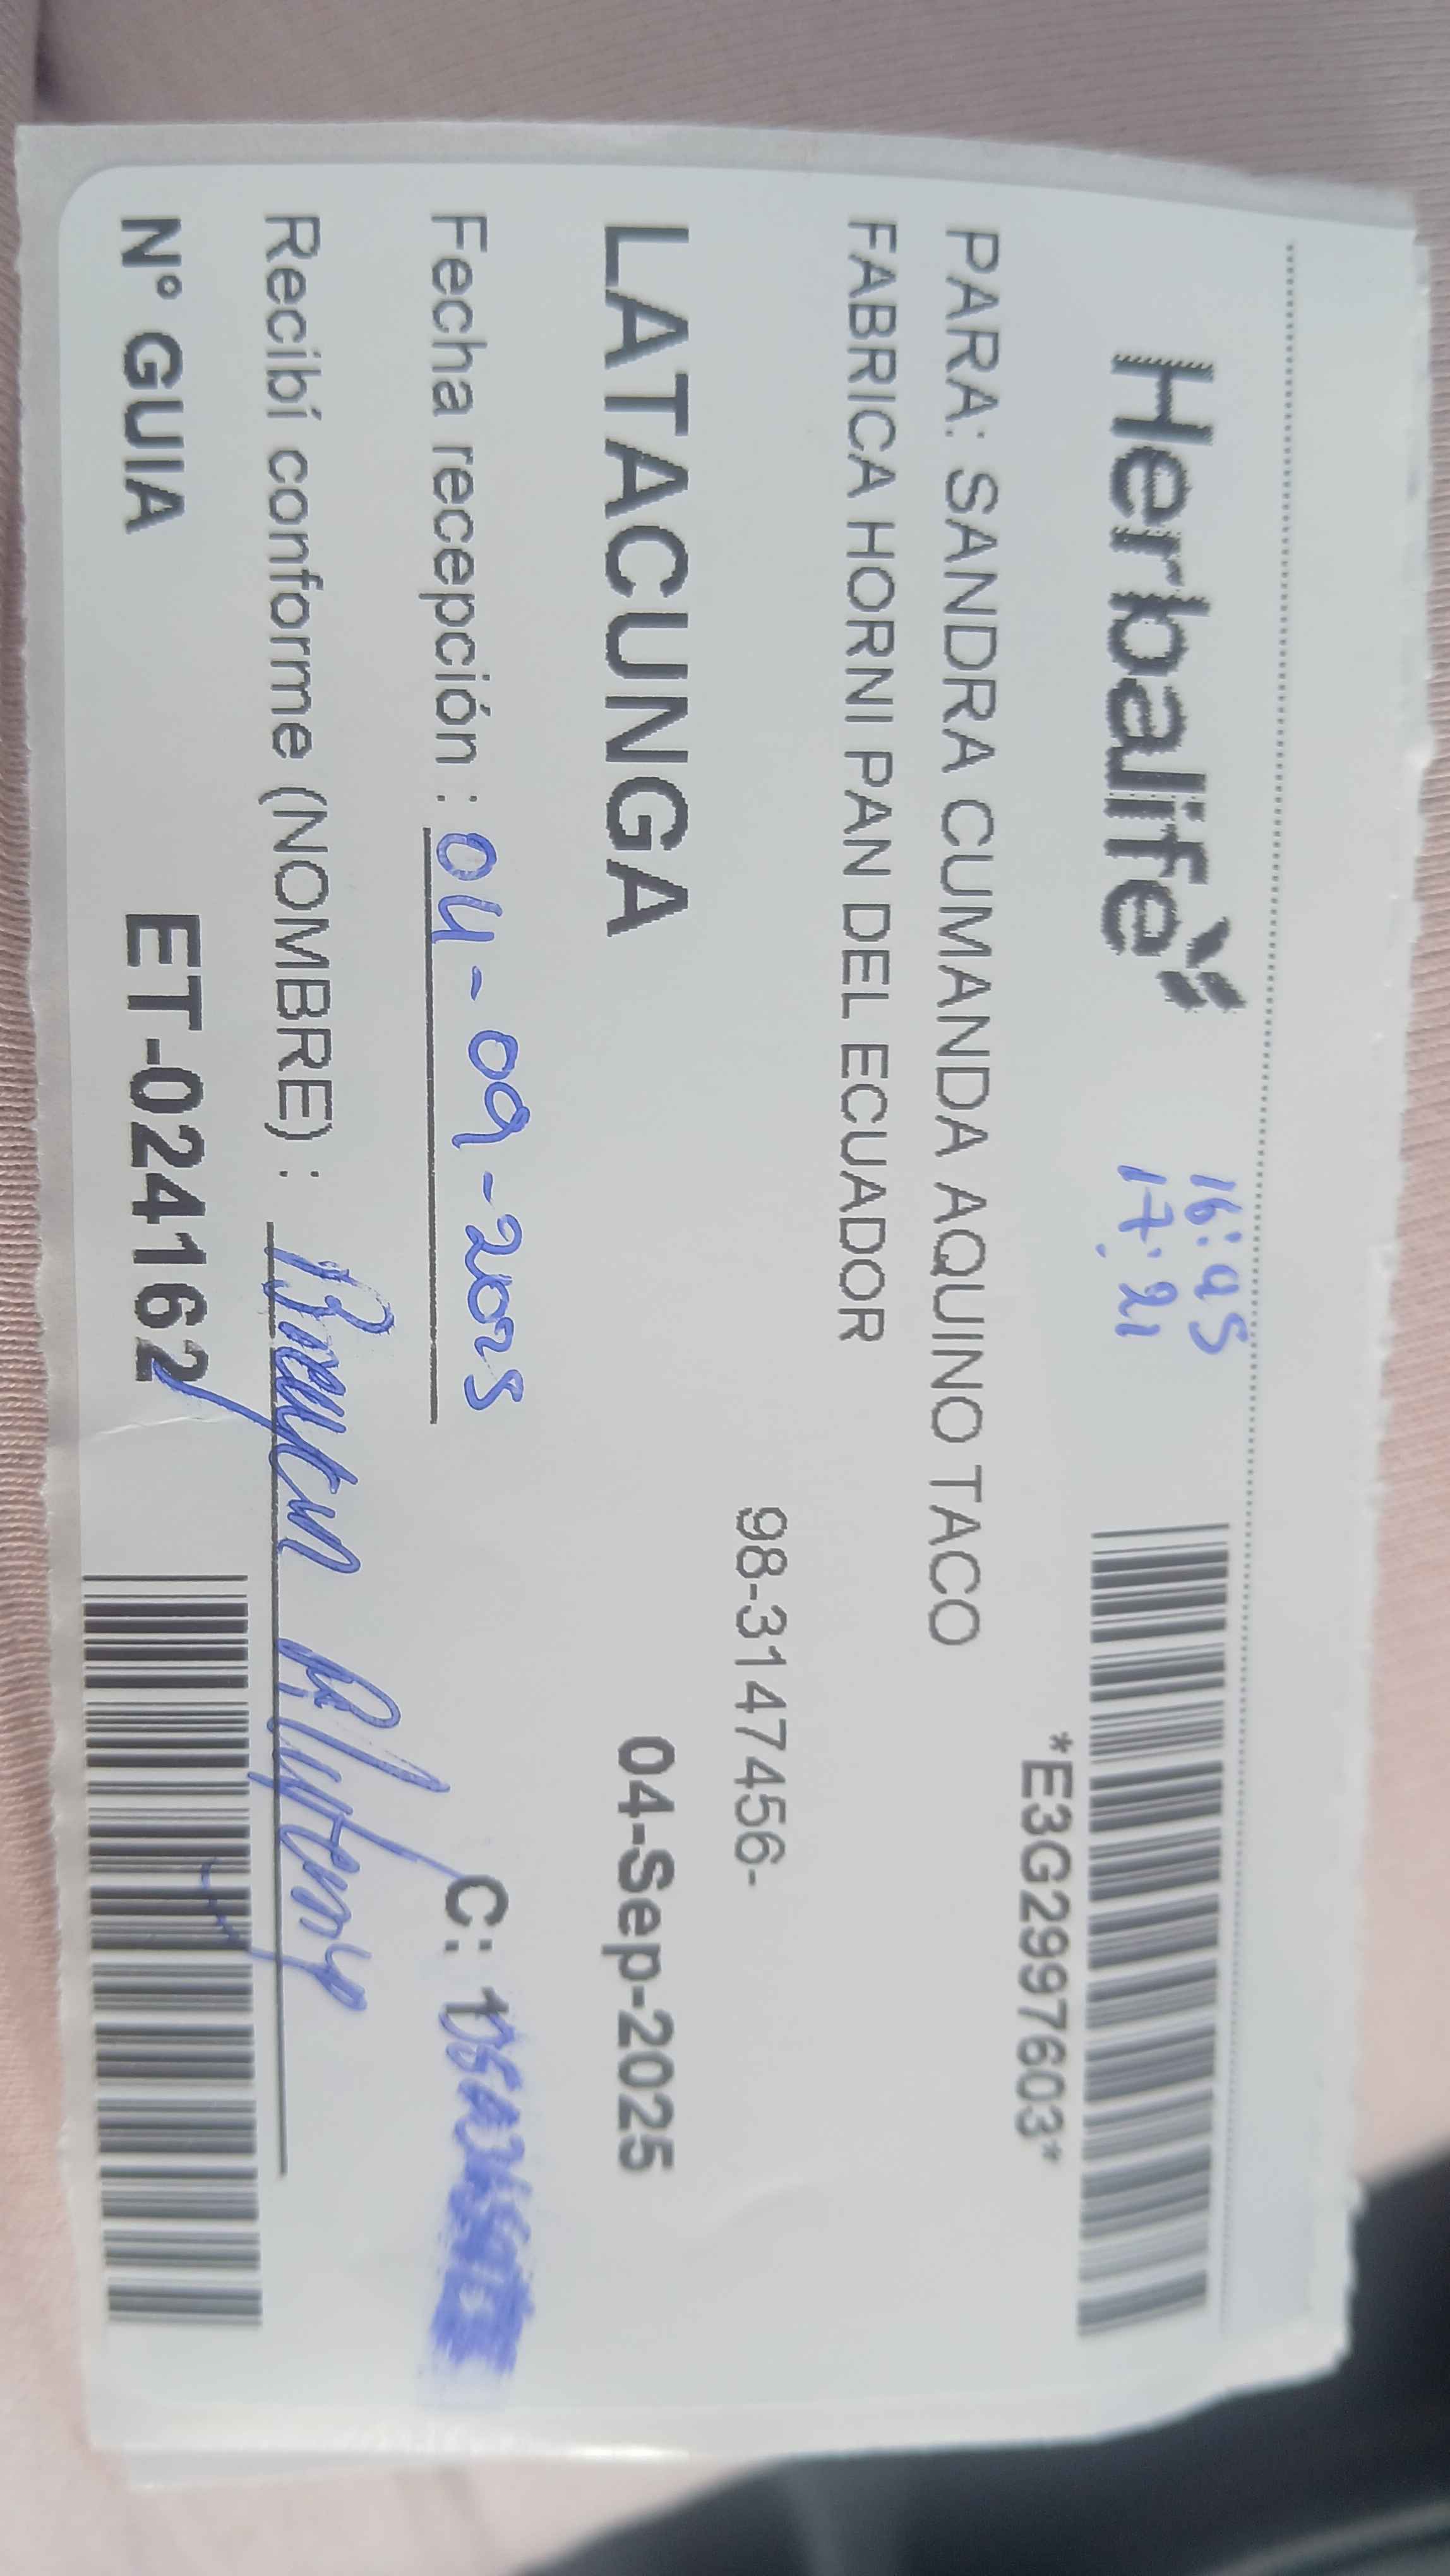 Herbalife
16:45
17:21
*E3G2997603*
PARA: SANDRA CUMANDA AQUINO TACO
FABRICA HORNI PAN DEL ECUADOR
98-3147456-
LATACUNGA 04-Sep-2025
Fecha recepción : 04-09-2025 C:
Recibí conforme (NOMBRE) :
N° GUIA ET-024162